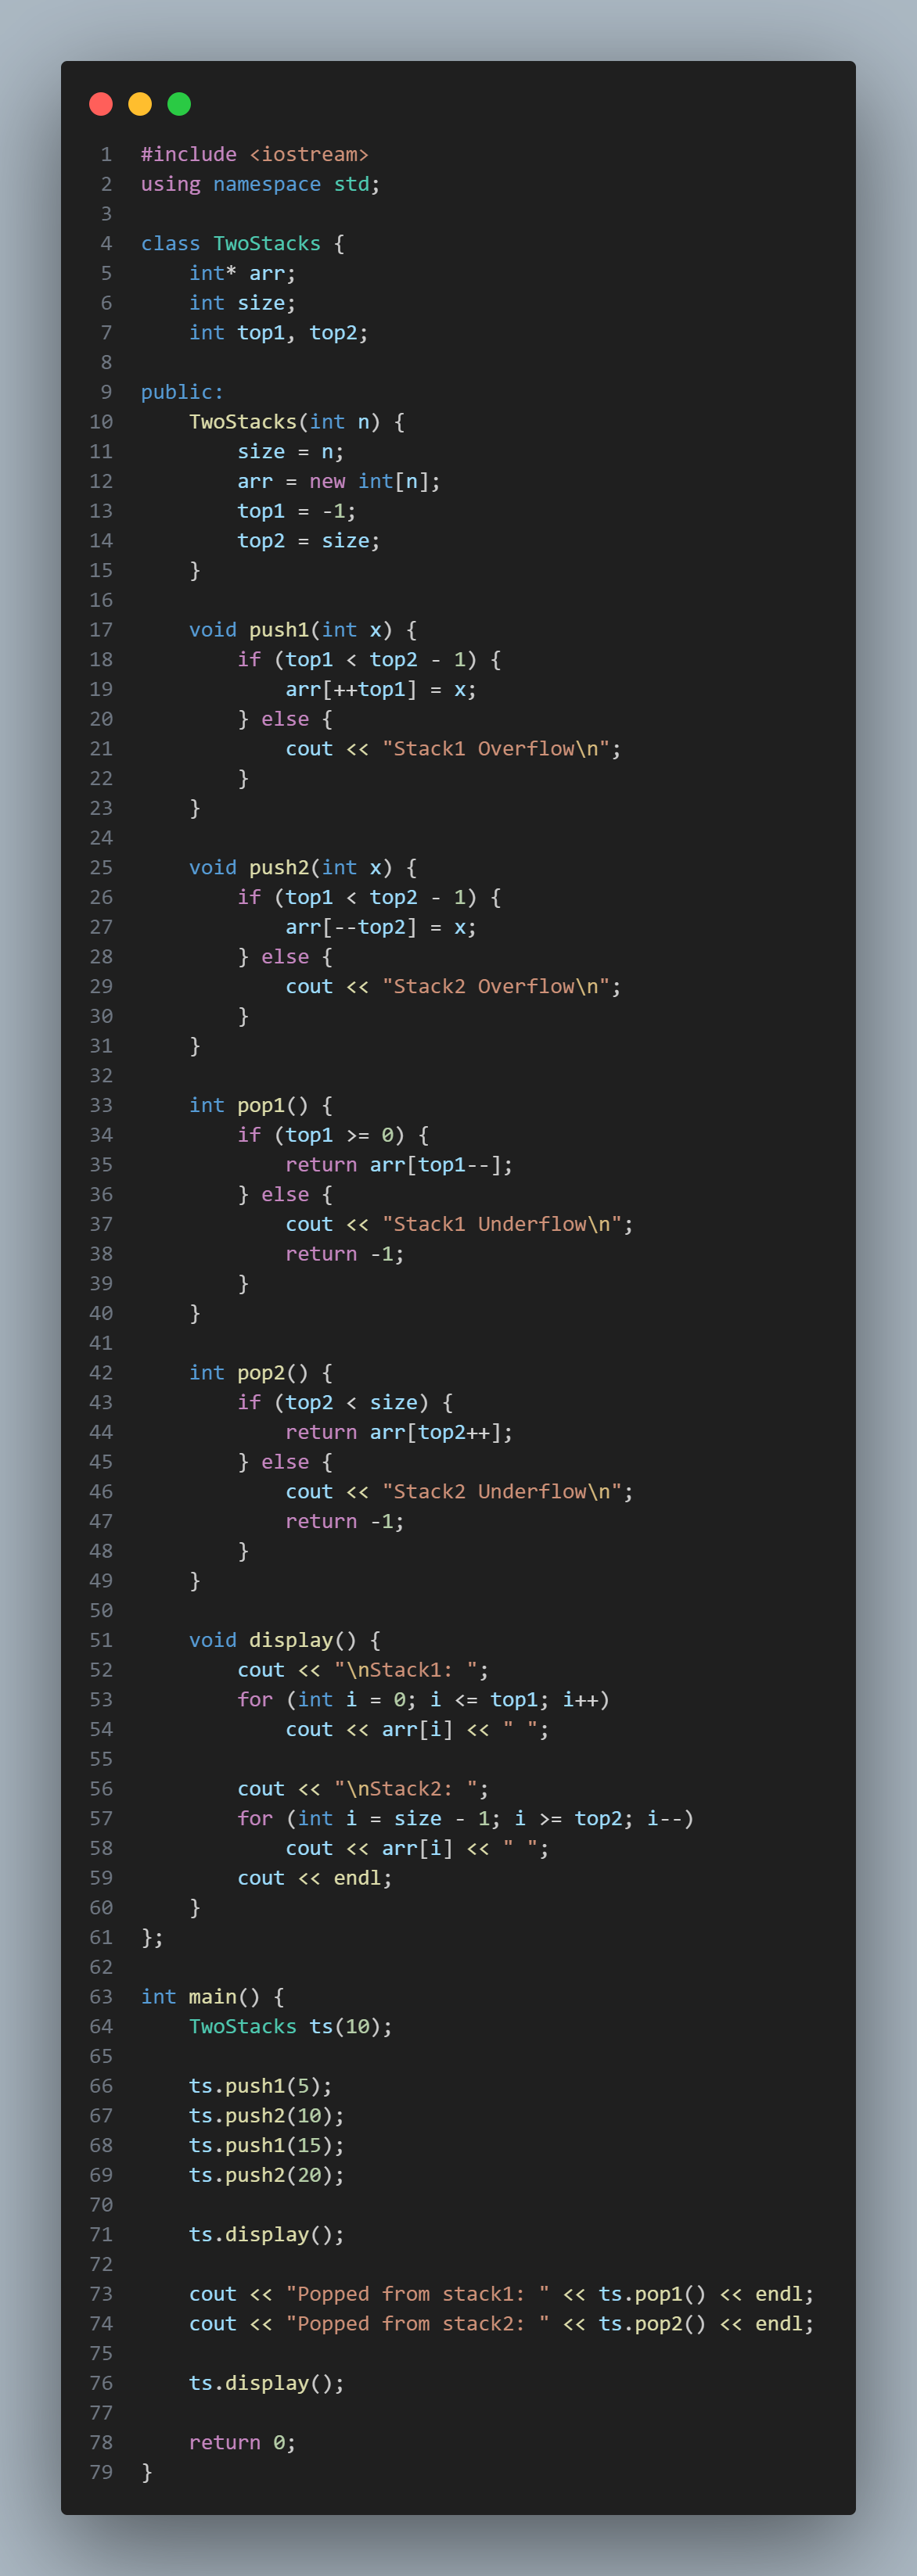 1 #include <iostream>
2 using namespace std;
3
4 class TwoStacks {
5     int* arr;
6     int size;
7     int top1, top2;
8
9 public:
10     TwoStacks(int n) {
11         size = n;
12         arr = new int[n];
13         top1 = -1;
14         top2 = size;
15     }
16
17     void push1(int x) {
18         if (top1 < top2 - 1) {
19             arr[++top1] = x;
20         } else {
21             cout << "Stack1 Overflow\n";
22         }
23     }
24
25     void push2(int x) {
26         if (top1 < top2 - 1) {
27             arr[--top2] = x;
28         } else {
29             cout << "Stack2 Overflow\n";
30         }
31     }
32
33     int pop1() {
34         if (top1 >= 0) {
35             return arr[top1--];
36         } else {
37             cout << "Stack1 Underflow\n";
38             return -1;
39         }
40     }
41
42     int pop2() {
43         if (top2 < size) {
44             return arr[top2++];
45         } else {
46             cout << "Stack2 Underflow\n";
47             return -1;
48         }
49     }
50
51     void display() {
52         cout << "\nStack1: ";
53         for (int i = 0; i <= top1; i++)
54             cout << arr[i] << " ";
55
56         cout << "\nStack2: ";
57         for (int i = size - 1; i >= top2; i--)
58             cout << arr[i] << " ";
59         cout << endl;
60     }
61 };
62
63 int main() {
64     TwoStacks ts(10);
65
66     ts.push1(5);
67     ts.push2(10);
68     ts.push1(15);
69     ts.push2(20);
70
71     ts.display();
72
73     cout << "Popped from stack1: " << ts.pop1() << endl;
74     cout << "Popped from stack2: " << ts.pop2() << endl;
75
76     ts.display();
77
78     return 0;
79 }